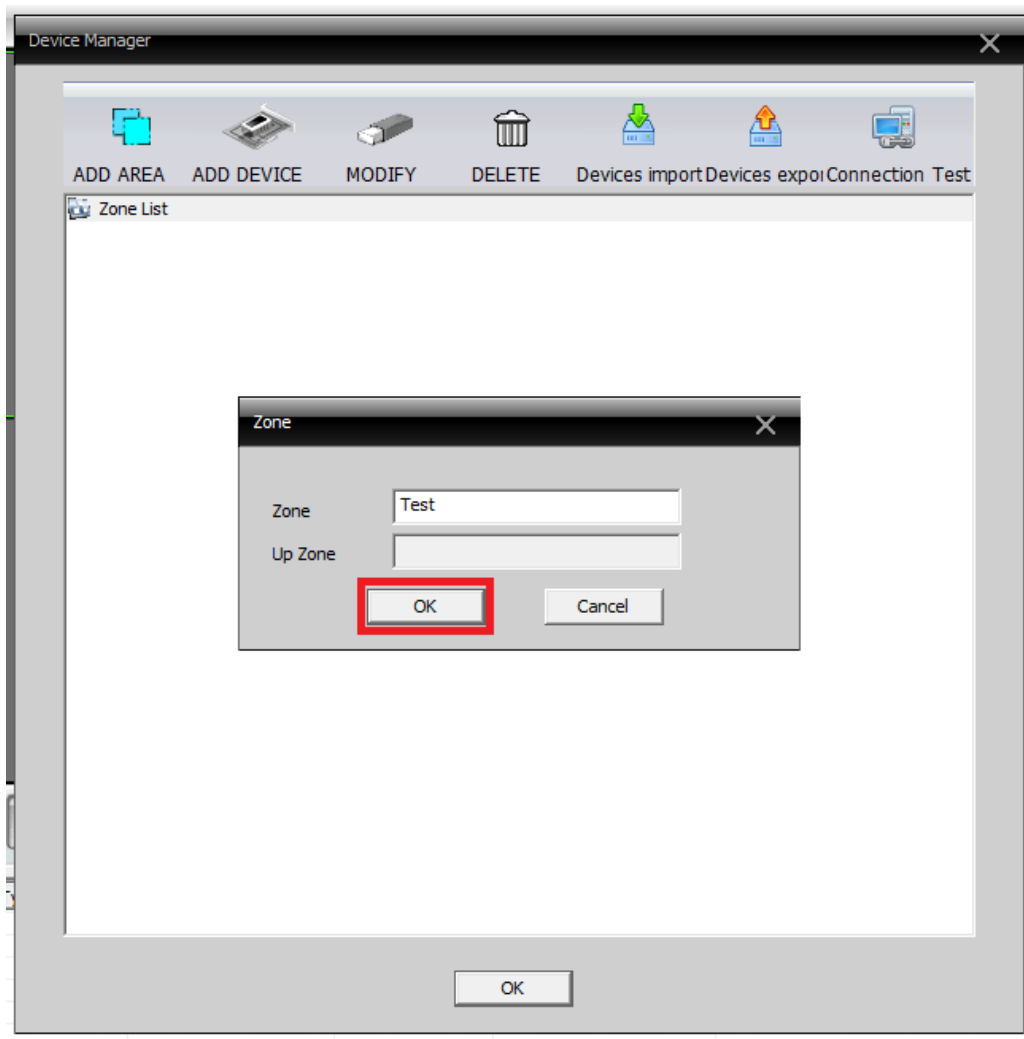 Device Manager
ADD AREA ADD DEVICE MODIFY DELETE Devices import Devices expor Connection Test
Zone List
Zone
Zone Test
Up Zone
OK Cancel
OK